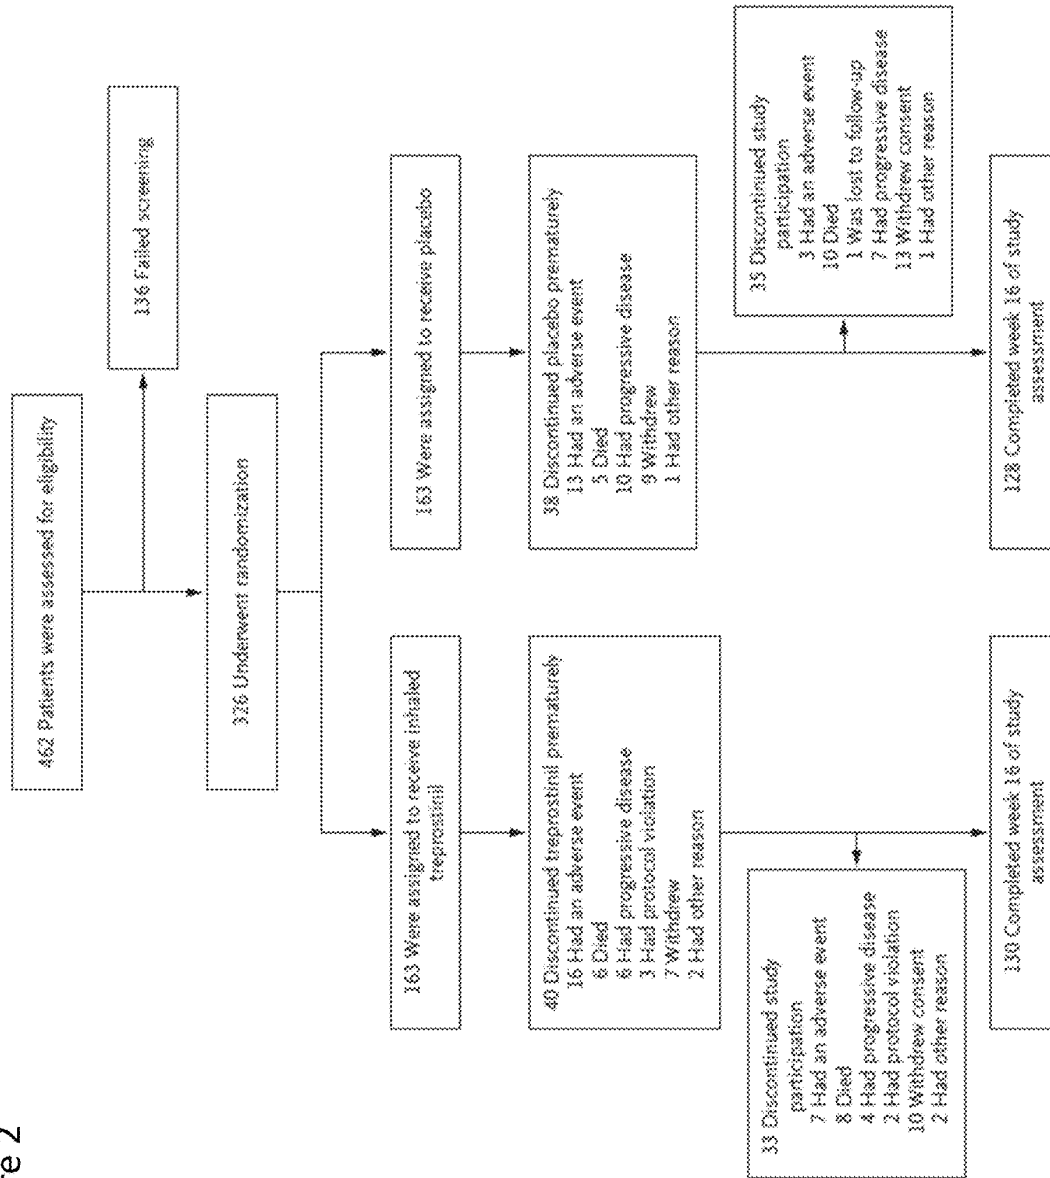 re 2
462 Patients were assessed for eligibility
136 Failed screening
326 Underwent randomization
163 Were assigned to receive inhaled
treprostinil
163 Were assigned to receive placebo
40 Discontinued treprostinil prematurely
16 Had an adverse event
6 Died
6 Had progressive disease
3 Had protocol violation
7 Withdrew
2 Had other reason
38 Discontinued placebo prematurely
13 Had an adverse event
5 Died
10 Had progressive disease
9 Withdrew
1 Had other reason
33 Discontinued study
participation
7 Had an adverse event
8 Died
4 Had progressive disease
2 Had protocol violation
10 Withdrew consent
2 Had other reason
35 Discontinued study
participation
3 Had an adverse event
10 Died
1 Was lost to follow-up
7 Had progressive disease
13 Withdrew consent
1 Had other reason
130 Completed week 16 of study
assessment
128 Completed week 16 of study
assessment